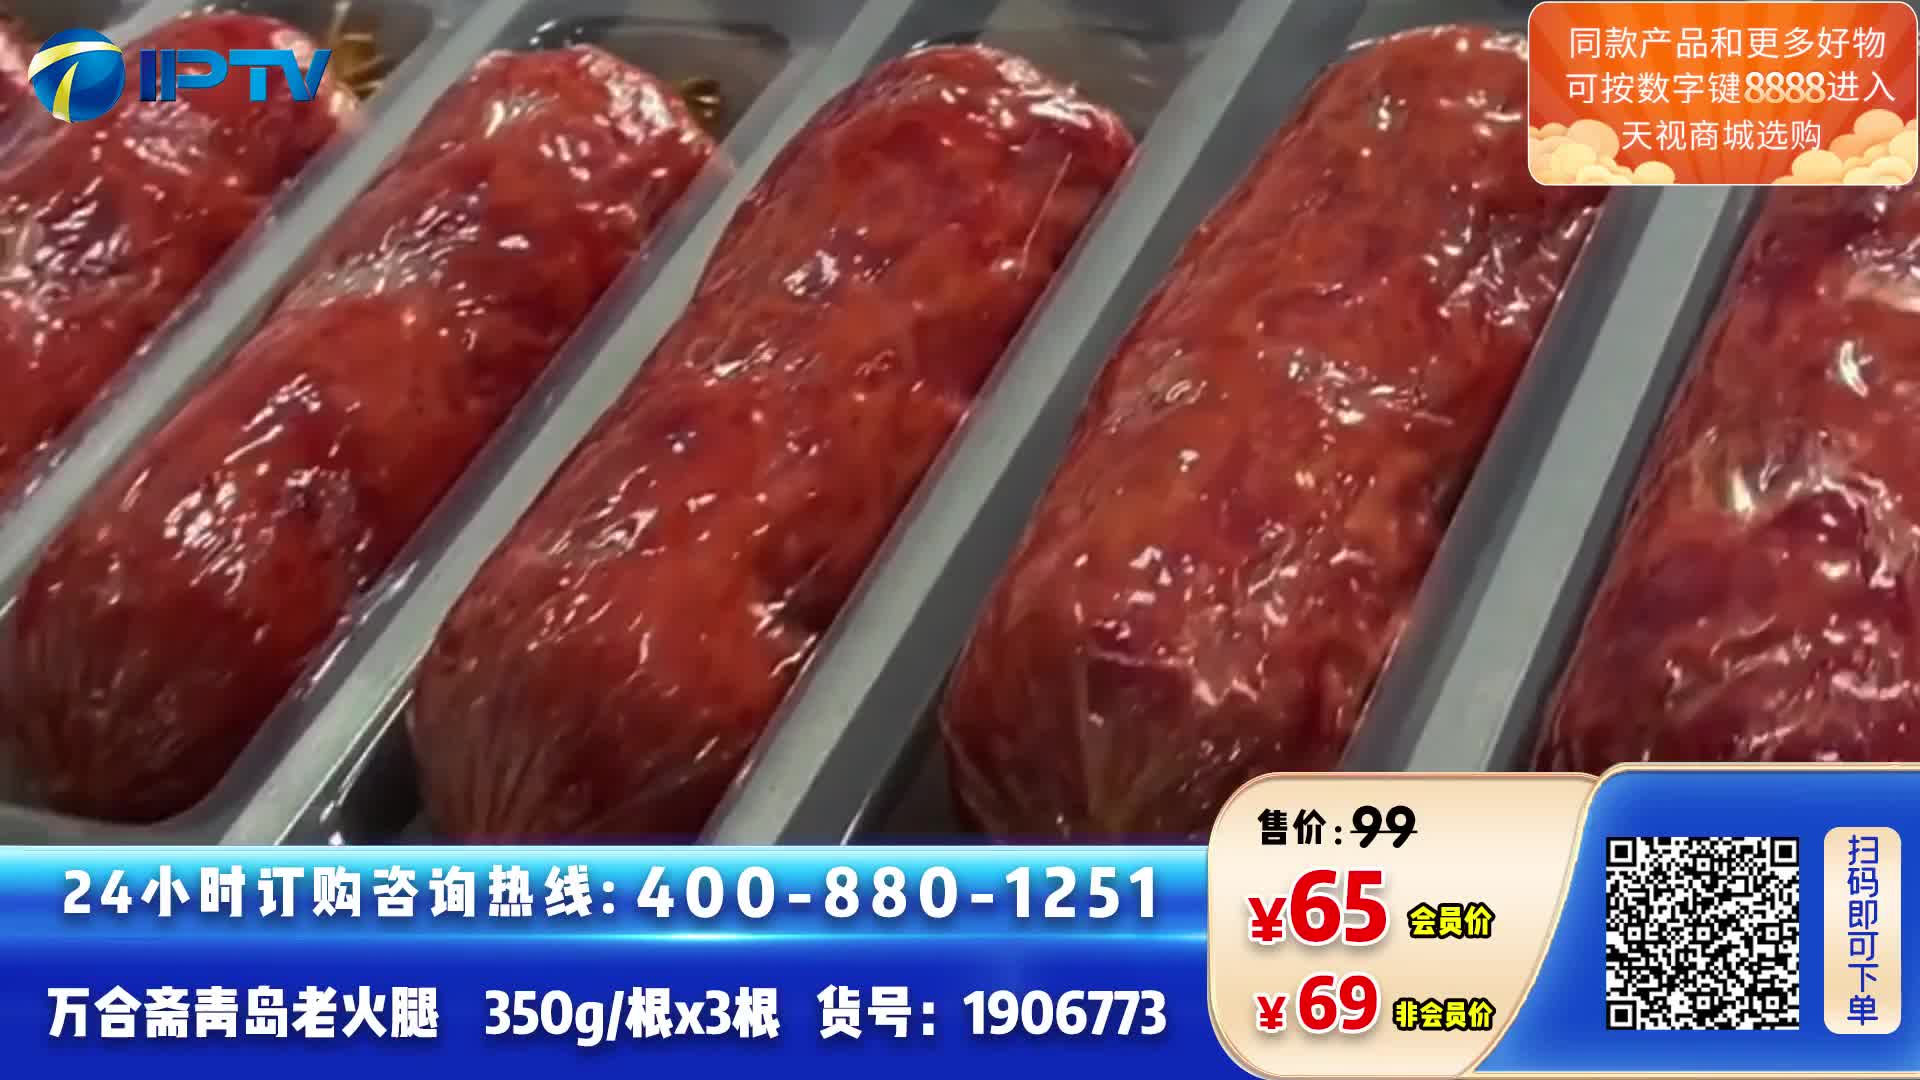 IPTV
同款产品和更多好物
可按数字键8888进入
天视商城选购
售价:99
¥65 会员价
¥69 非会员价
24小时订购咨询热线:400-880-1251
万合斋青岛老火腿 350g/根x3根 货号：1906773
扫码即可下单